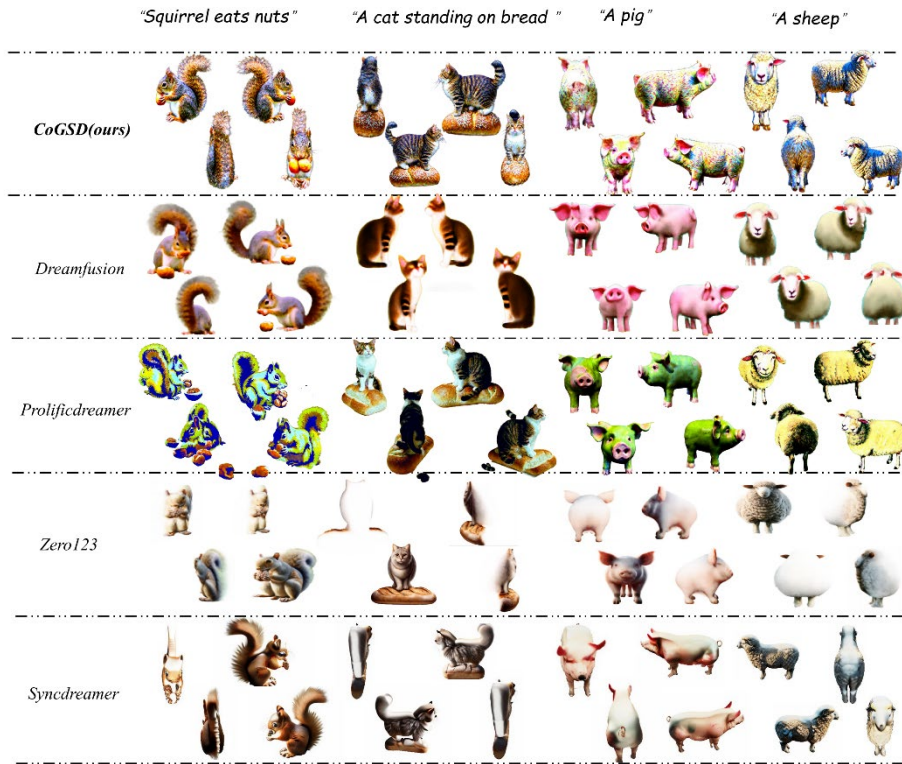 "Squirrel eats nuts" "A cat standing on bread " "A pig" "A sheep"
CoGSD(ours)
Dreamfusion
Prolificdreamer
Zero123
Syncdreamer